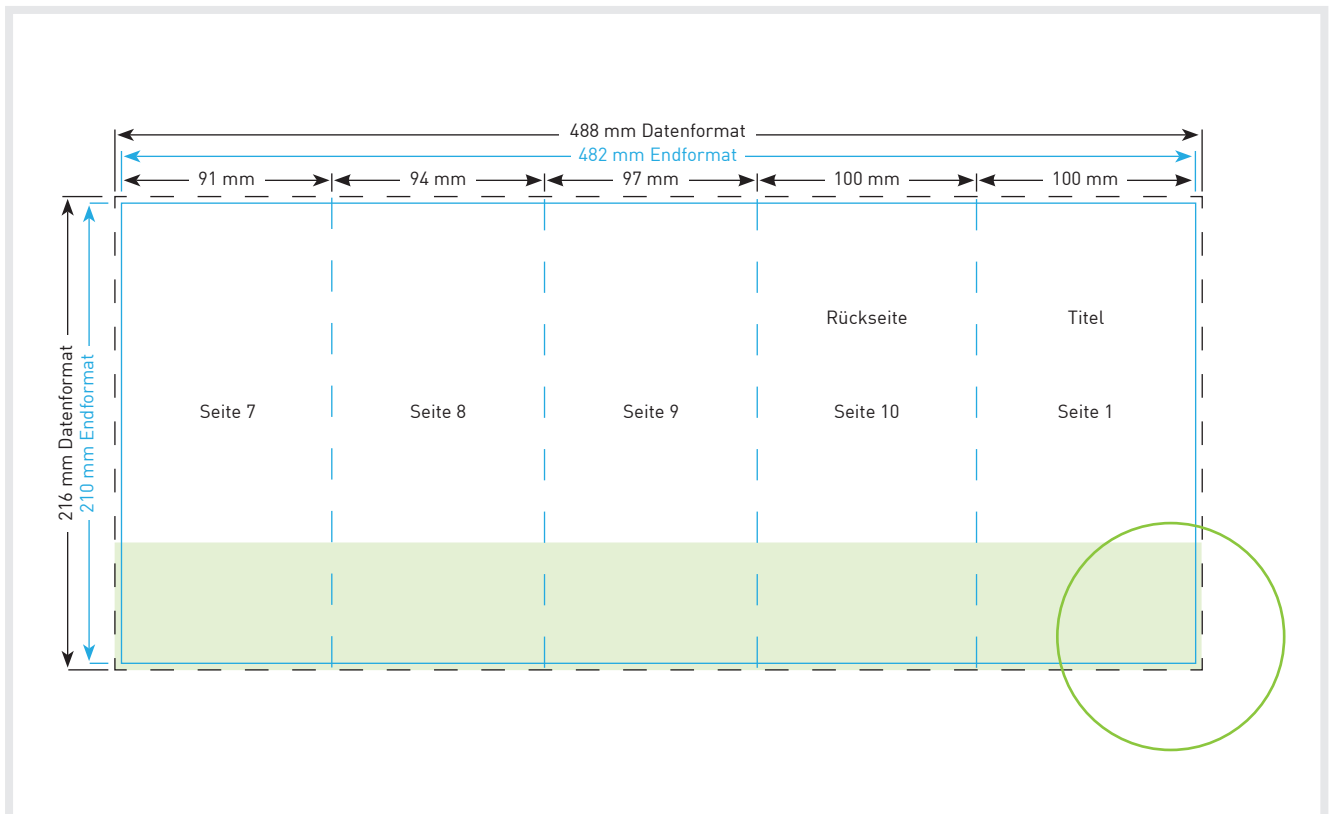 488 mm Datenformat
482 mm Endformat
91 mm
94 mm
97 mm
100 mm
100 mm
216 mm Datenformat
210 mm Endformat
Rückseite
Titel
Seite 7
Seite 8
Seite 9
Seite 10
Seite 1